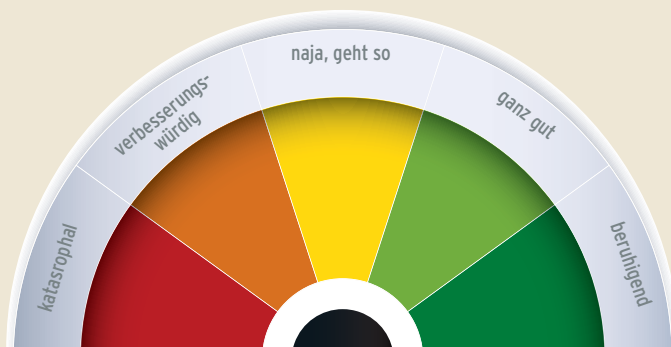 katasrophal
verbesserungs-
würdig
naja, geht so
ganz gut
beruhigend